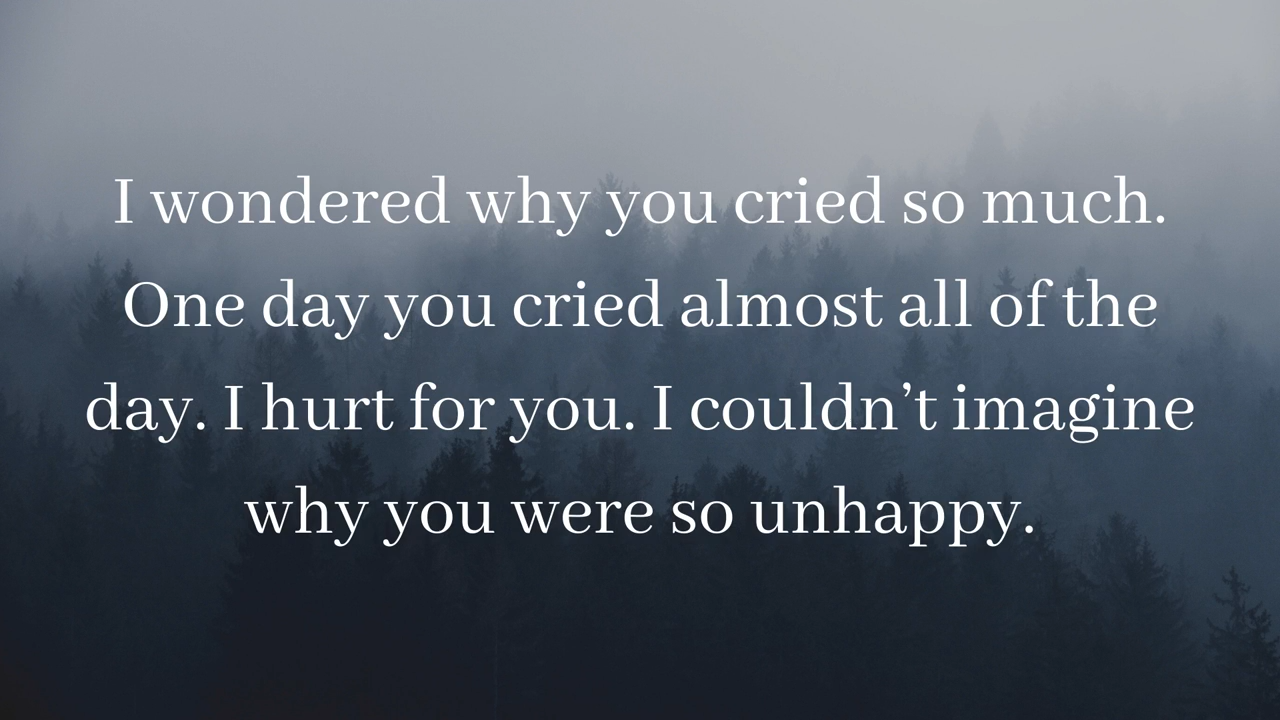 I wondered why you cried so much.
One day you cried almost all of the
day. I hurt for you. I couldn’t imagine
why you were so unhappy.